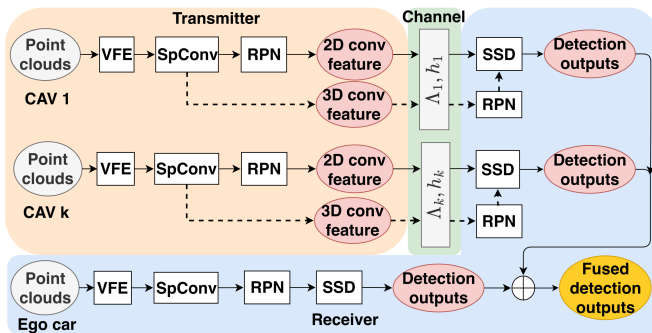 Transmitter
Channel
Point clouds
VFE
SpConv
RPN
2D conv feature
3D conv feature
CAV 1
Λ₁, h₁
SSD
RPN
Detection outputs
Point clouds
VFE
SpConv
RPN
2D conv feature
3D conv feature
CAV k
Λₖ, hₖ
SSD
RPN
Detection outputs
Point clouds
VFE
SpConv
RPN
SSD
Detection outputs
Fused detection outputs
Ego car
Receiver